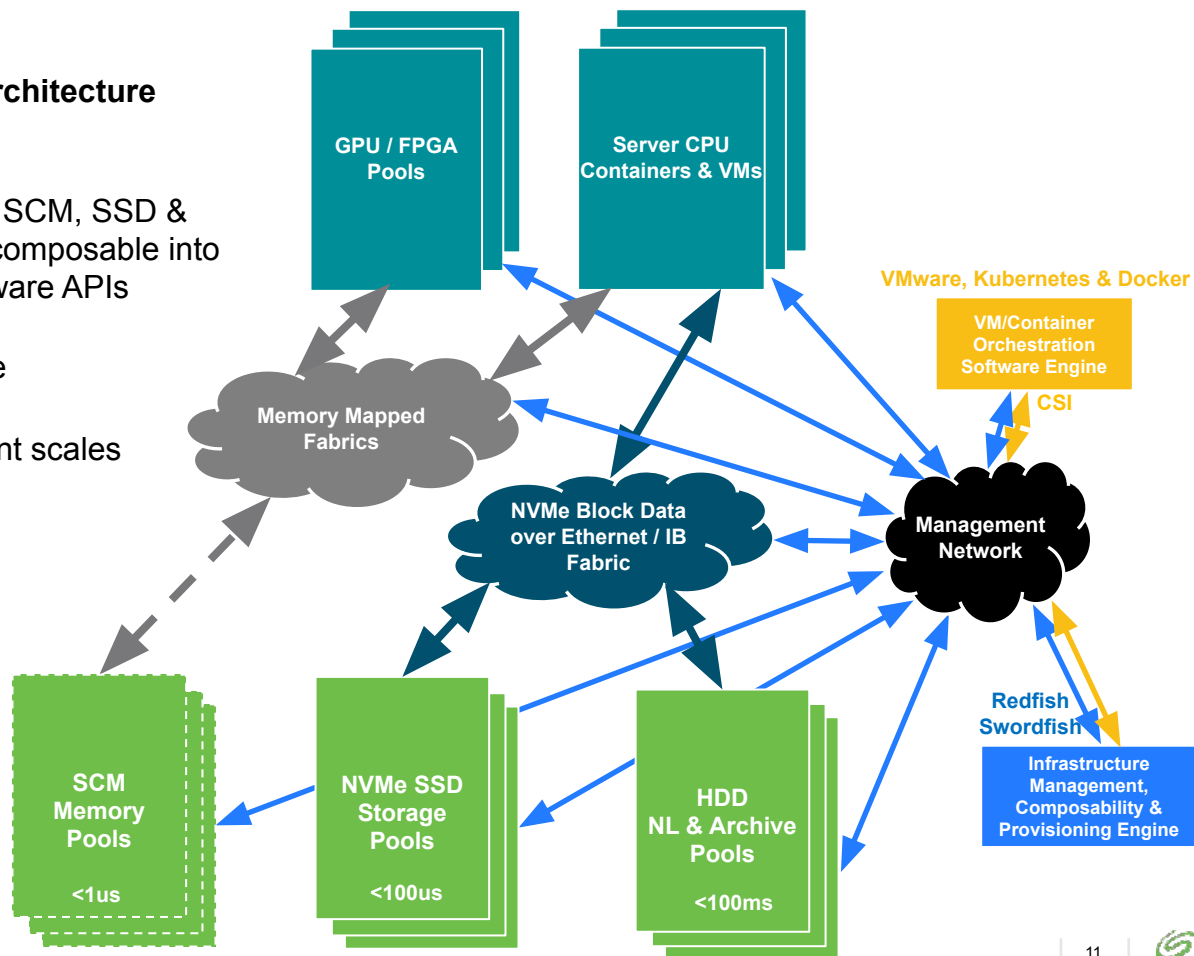 rchitecture
SCM, SSD &
composable into
ware APIs
e
nt scales
GPU / FPGA
Pools
Server CPU
Containers & VMs
VMware, Kubernetes & Docker
VM/Container
Orchestration
Software Engine
CSI
Memory Mapped
Fabrics
NVMe Block Data
over Ethernet / IB
Fabric
Management
Network
Redfish
Swordfish
Infrastructure
Management,
Composability &
Provisioning Engine
SCM
Memory
Pools
<1us
NVMe SSD
Storage
Pools
<100us
HDD
NL & Archive
Pools
<100ms
11